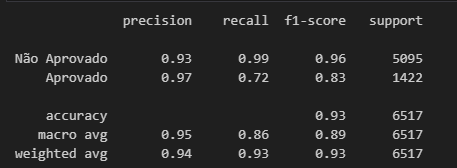 precision recall f1-score support
Não Aprovado 0.93 0.99 0.96 5095
Aprovado 0.97 0.72 0.83 1422
accuracy 0.93 6517
macro avg 0.95 0.86 0.89 6517
weighted avg 0.94 0.93 0.93 6517